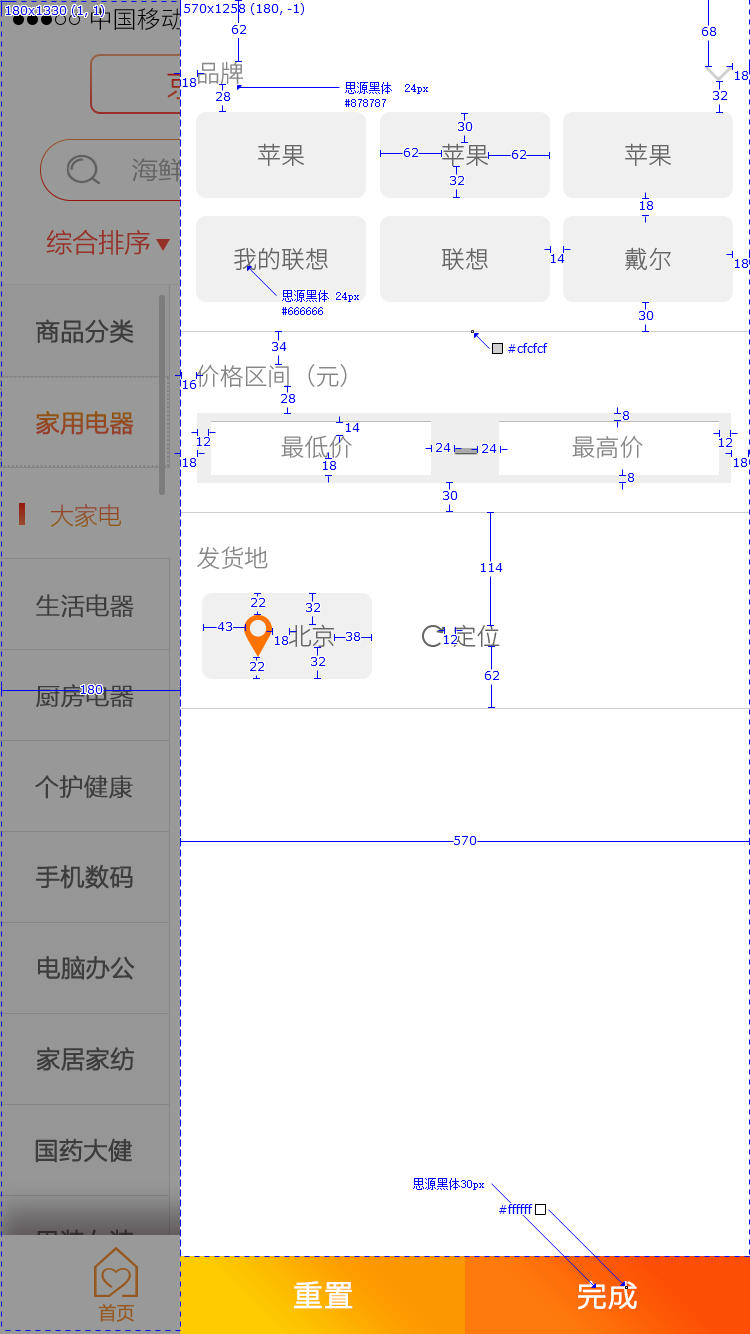 180x1330 (1, 1)
中国移动
570x1258 (180, -1)
62
68
品牌
18
18
思源黑体 24px
#878787
28
32
30
苹果
62
苹果
62
苹果
32
海鲜
18
综合排序
我的联想
联想
14
戴尔
18
思源黑体 24px
#666666
30
商品分类
34
#cfcfcf
16
价格区间（元）
28
家用电器
8
14
12
12
最低价
24
24
最高价
18
18
18
8
30
大家电
发货地
114
生活电器
22
32
43
北京
38
12
定位
18
22
32
62
180
厨房电器
个护健康
570
手机数码
电脑办公
家居家纺
国药大健
思源黑体30px
#ffffff
首页
重置
完成